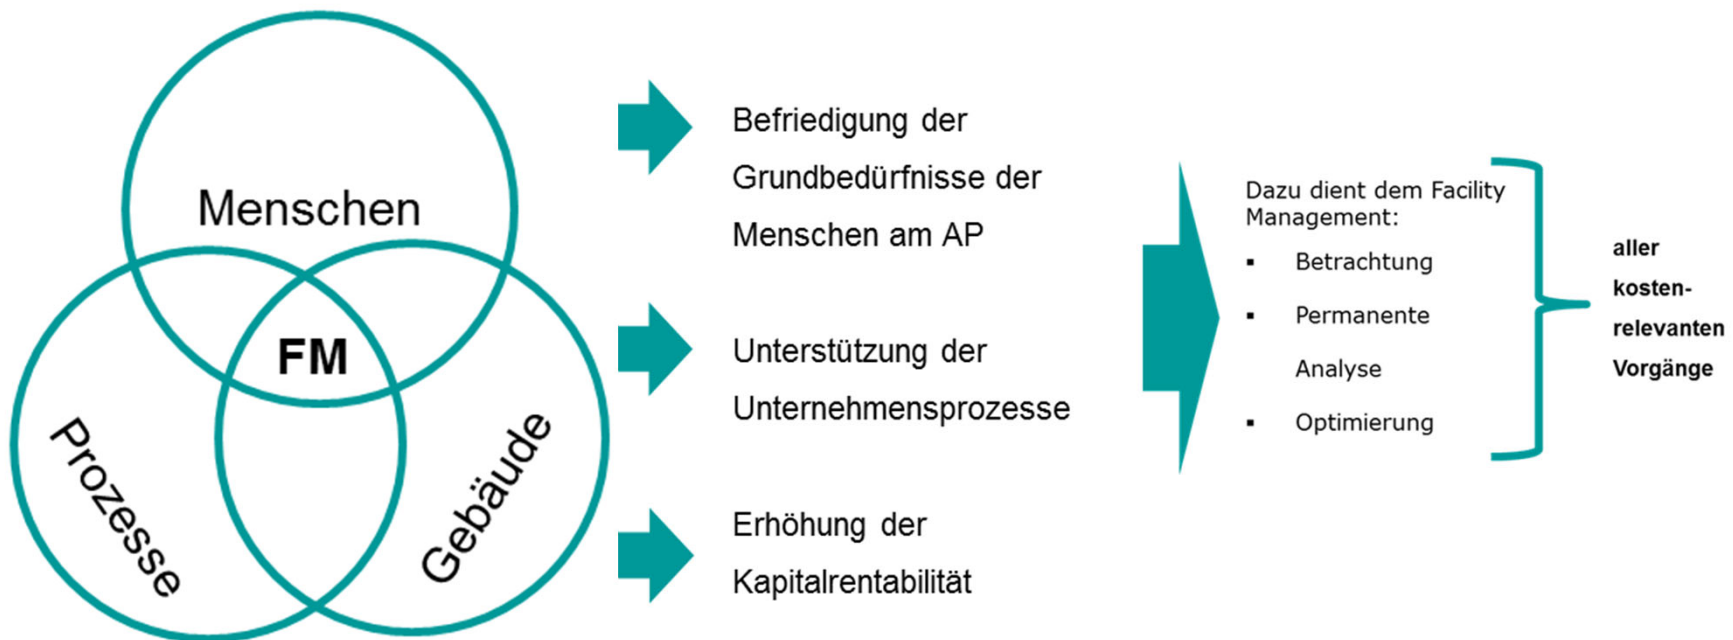 Menschen
FM
Prozesse
Gebäude
Befriedigung der
Grundbedürfnisse der
Menschen am AP
Unterstützung der
Unternehmensprozesse
Erhöhung der
Kapitalrentabilität
Dazu dient dem Facility
Management:
▪ Betrachtung
▪ Permanente
Analyse
▪ Optimierung
aller
kosten-
relevanten
Vorgänge